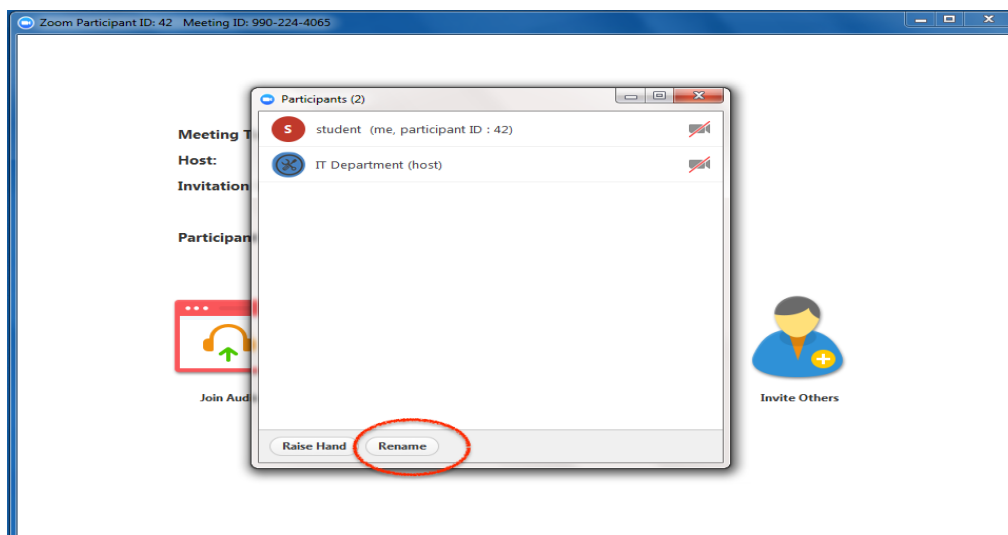 Zoom Participant ID: 42 Meeting ID: 990-224-4065
Participants (2)
S student (me, participant ID : 42)
IT Department (host)
Meeting T
Host:
Invitation
Participan
Join Aud
Invite Others
Raise Hand Rename